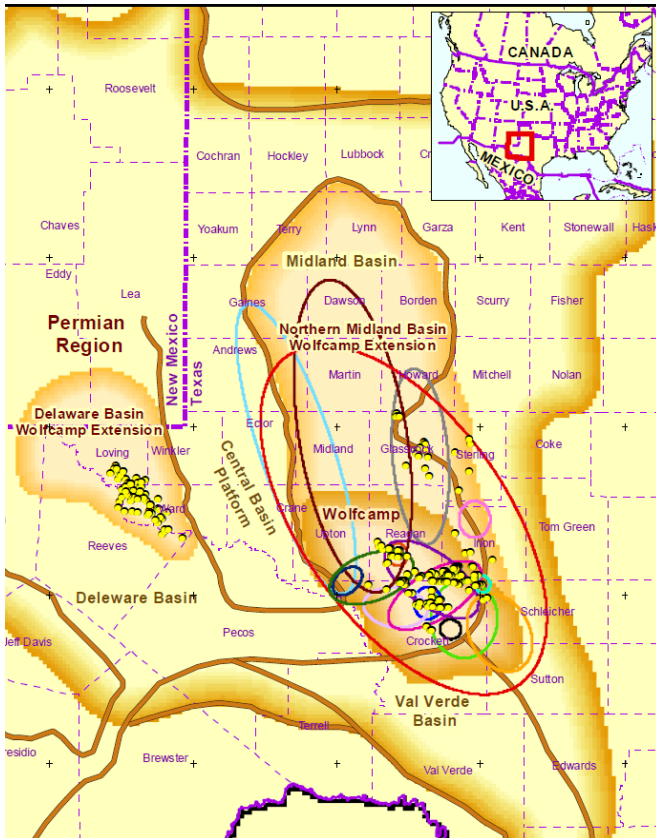 CANADA
U.S.A.
MEXICO
Roosevelt
Cochran
Hockley
Lubbock
Chaves
Yoakum
Terry
Lynn
Garza
Kent
Stonewall
Eddy
Midland Basin
Lea
Gaines
Dawson
Borden
Scurry
Fisher
Permian
Region
New Mexico
Texas
Northern Midland Basin
Wolfcamp Extension
Andrews
Martin
Howard
Mitchell
Nolan
Delaware Basin
Wolfcamp Extension
Ector
Loving
Winkler
Midland
Glasscock
Sterling
Coke
Central Basin
Platform
Ward
Crane
Wolfcamp
Upton
Reagan
Irion
Tom Green
Reeves
Deleware Basin
Schleicher
Pecos
Crockett
Jeff Davis
Sutton
Val Verde
Basin
Terrell
residio
Brewster
Val Verde
Edwards